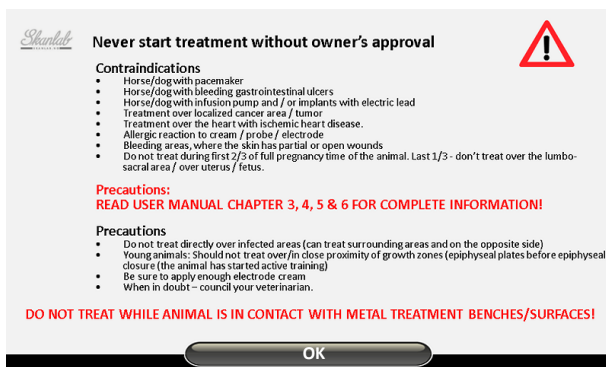 Skanlab
Never start treatment without owner's approval
Contraindications
• Horse/dog with pacemaker
• Horse/dog with bleeding gastrointestinal ulcers
• Horse/dog with infusion pump and / or implants with electric lead
• Treatment over localized cancer area / tumor
• Treatment over the heart with ischemic heart disease.
• Allergic reaction to cream / probe / electrode
• Bleeding areas, where the skin has partial or open wounds
• Do not treat during first 2/3 of full pregnancy time of the animal. Last 1/3 - don't treat over the lumbo-
sacral area / over uterus / fetus.
Precautions:
READ USER MANUAL CHAPTER 3, 4, 5 & 6 FOR COMPLETE INFORMATION!
Precautions
• Do not treat directly over infected areas (can treat surrounding areas and on the opposite side)
• Young animals: Should not treat over/in close proximity of growth zones (epiphyseal plates before epiphyseal
closure (the animal has started active training)
• Be sure to apply enough electrode cream
• When in doubt – council your veterinarian.
DO NOT TREAT WHILE ANIMAL IS IN CONTACT WITH METAL TREATMENT BENCHES/SURFACES!
OK